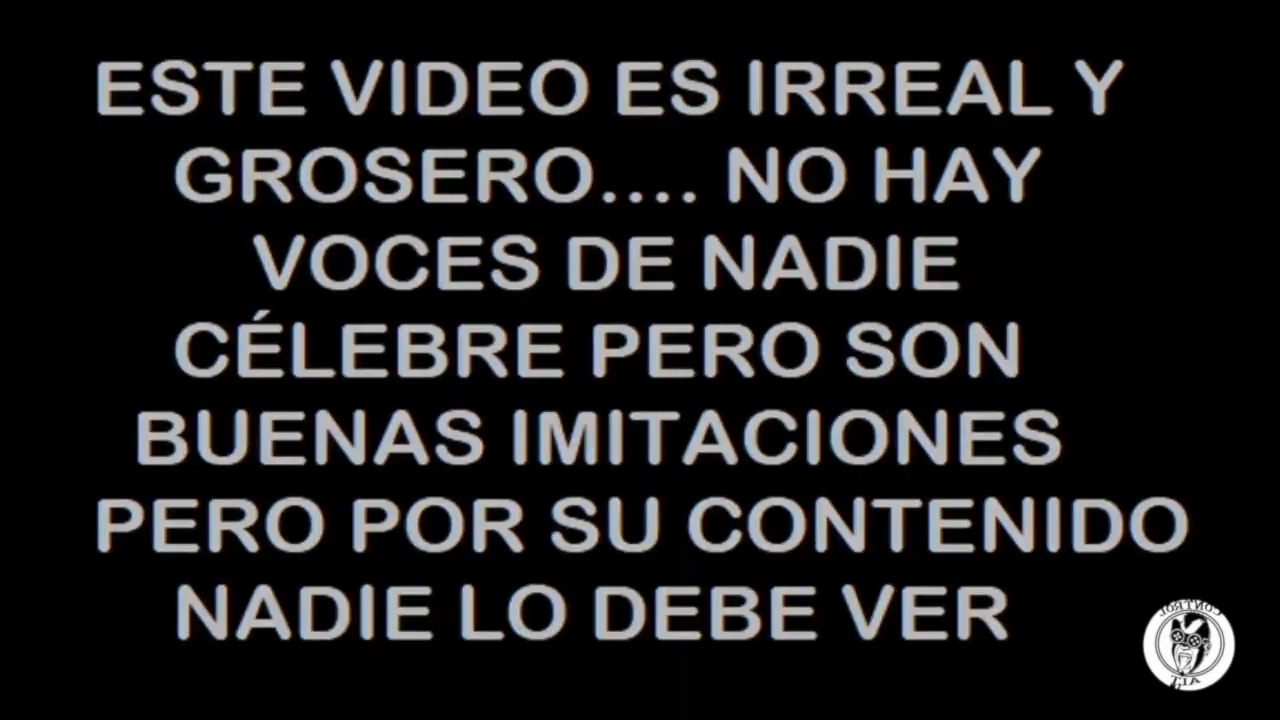 ESTE VIDEO ES IRREAL Y
GROSERO.... NO HAY
VOCES DE NADIE
CÉLEBRE PERO SON
BUENAS IMITACIONES
PERO POR SU CONTENIDO
NADIE LO DEBE VER